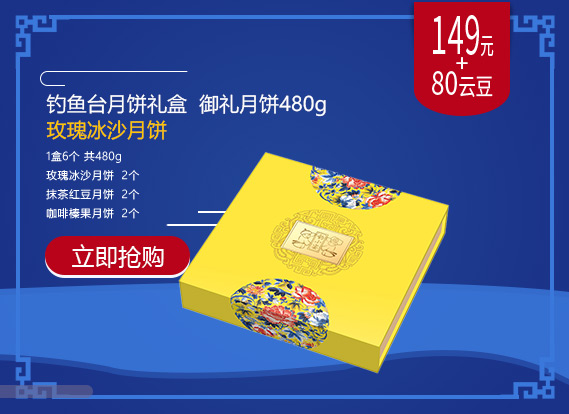 149元
+
80云豆
钓鱼台月饼礼盒 御礼月饼480g
玫瑰冰沙月饼
1盒6个 共480g
玫瑰冰沙月饼 2个
抹茶红豆月饼 2个
咖啡榛果月饼 2个
立即抢购